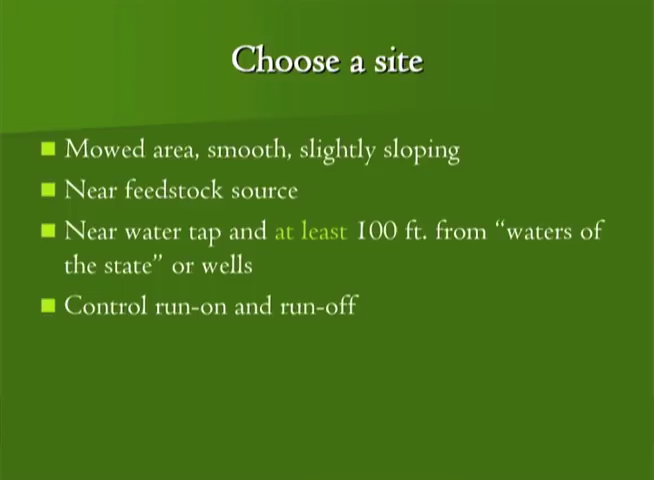 Choose a site
Mowed area, smooth, slightly sloping
Near feedstock source
Near water tap and at least 100 ft. from “waters of
the state” or wells
Control run-on and run-off